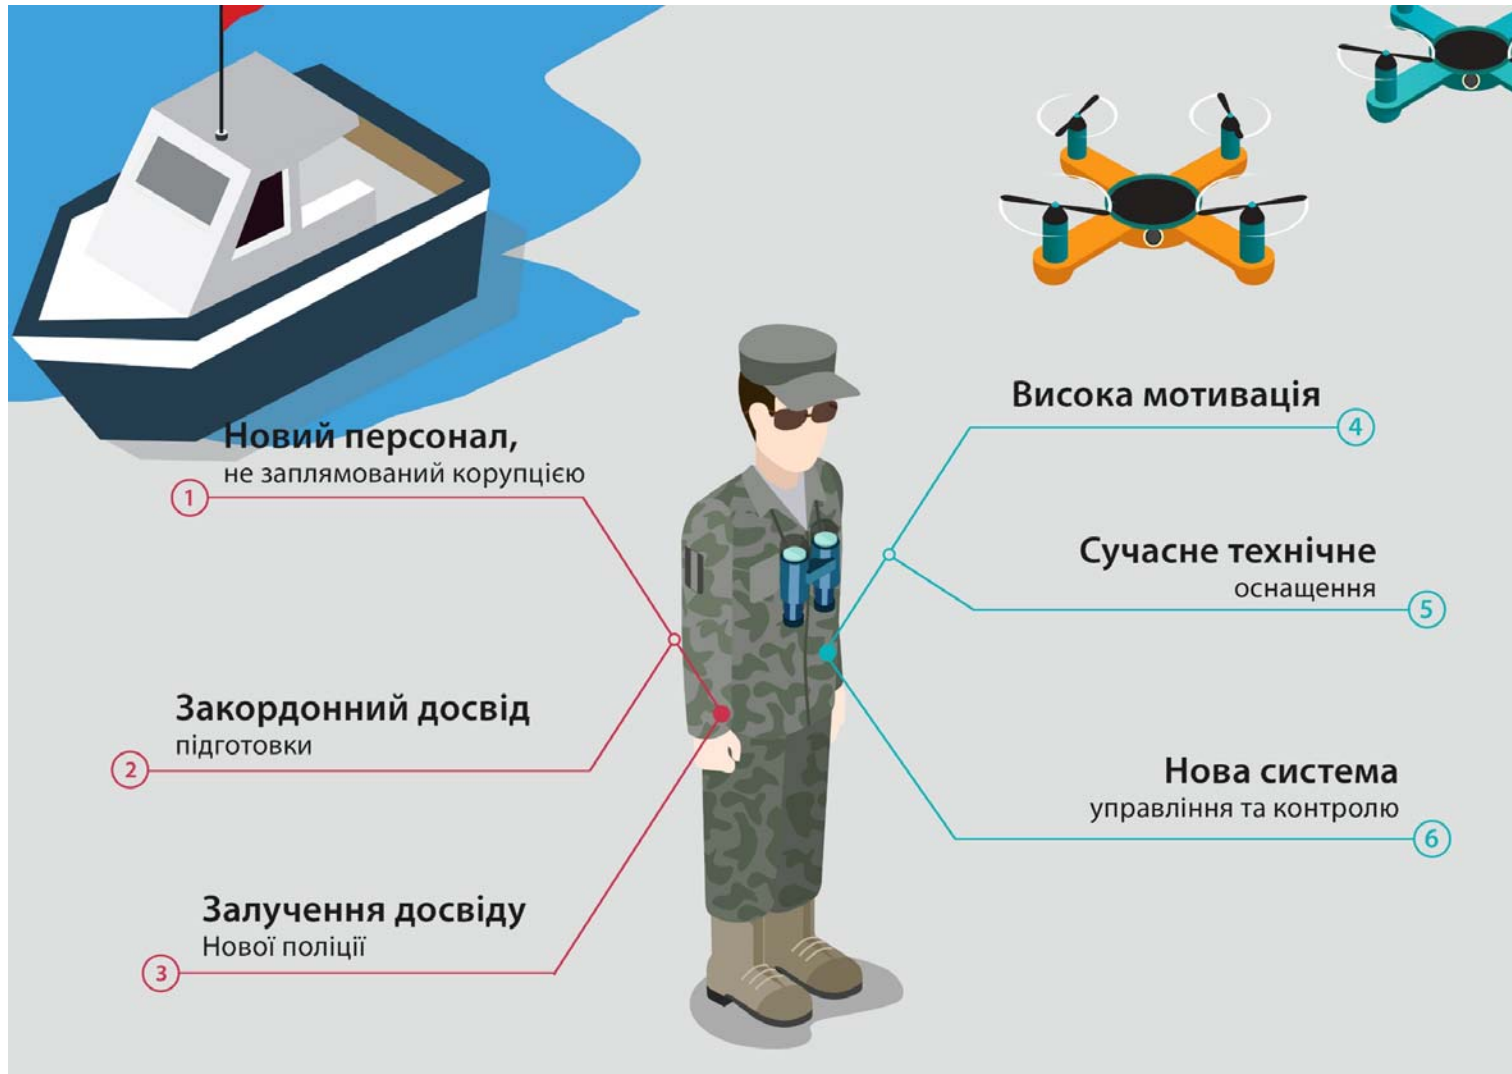 Новий персонал,
не заплямований корупцією
1
Закордонний досвід
підготовки
2
Залучення досвіду
Нової поліції
3
Висока мотивація
4
Сучасне технічне
оснащення
5
Нова система
управління та контролю
6